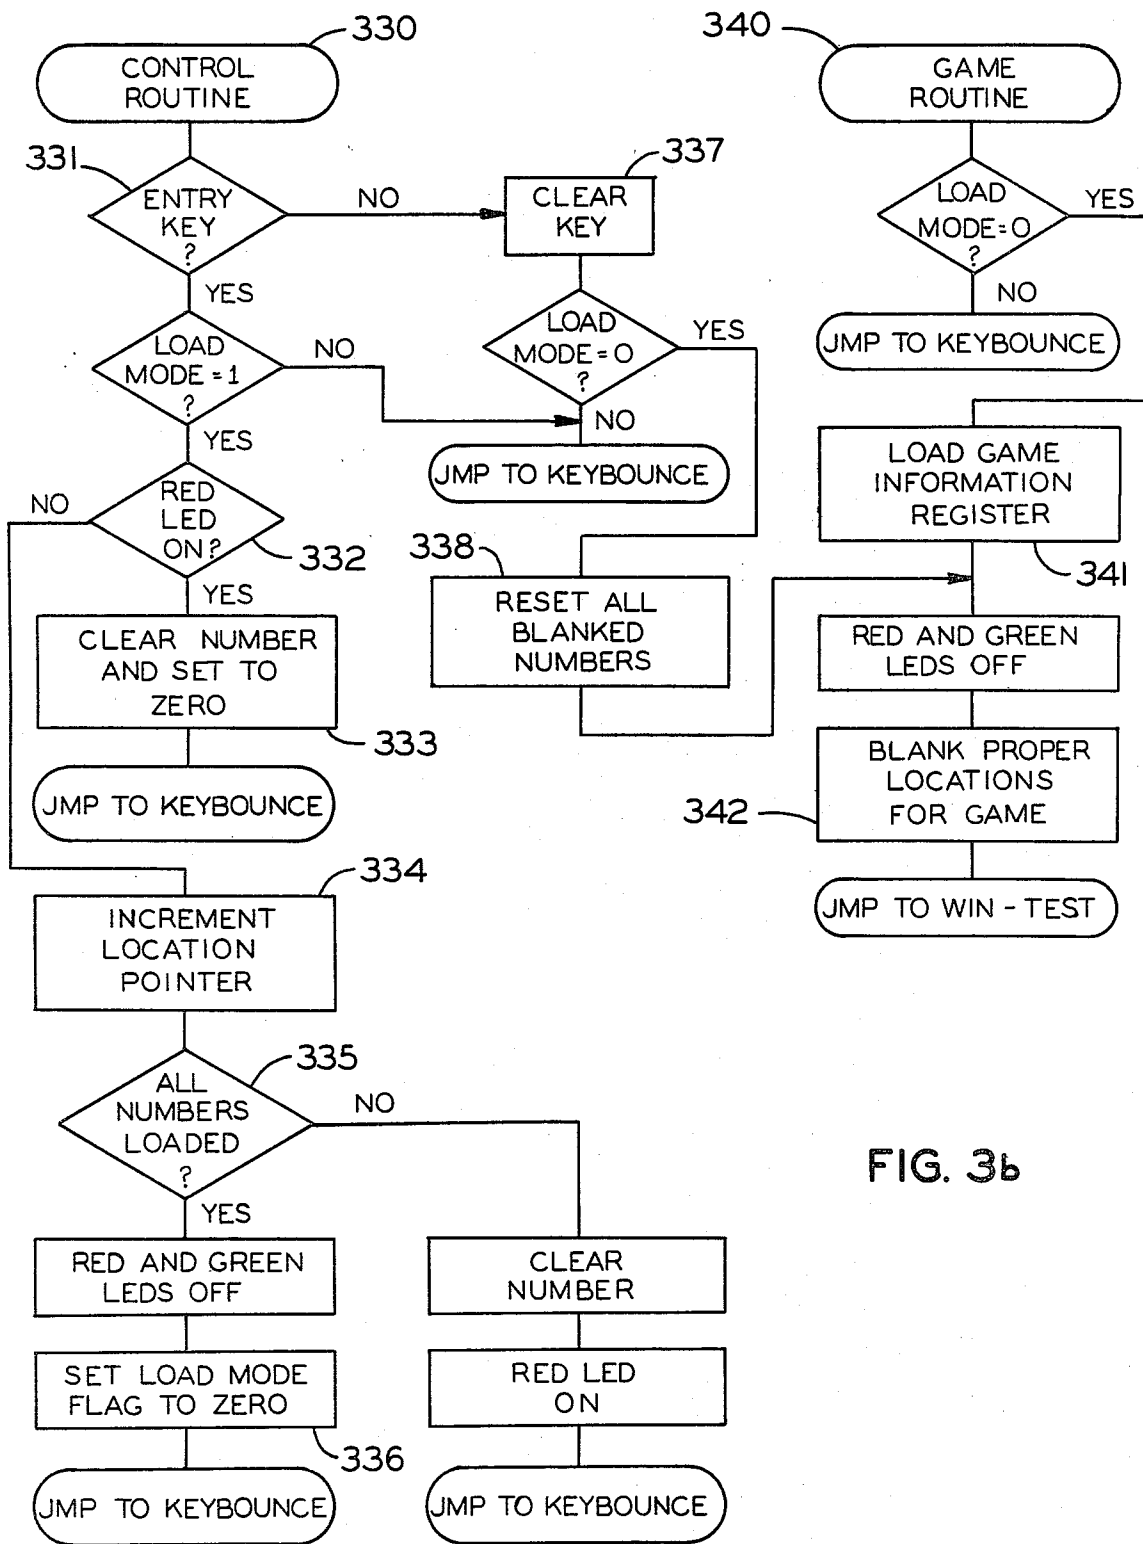 330
CONTROL
ROUTINE
331
ENTRY
KEY
?
NO
YES
337
CLEAR
KEY
LOAD
MODE = 1
?
NO
YES
LOAD
MODE = 0
?
YES
NO
JMP TO KEYBOUNCE
RED
LED
ON?
NO
332
YES
CLEAR NUMBER
AND SET TO
ZERO
333
JMP TO KEYBOUNCE
338
RESET ALL
BLANKED
NUMBERS
334
INCREMENT
LOCATION
POINTER
335
ALL
NUMBERS
LOADED
?
NO
YES
RED AND GREEN
LEDS OFF
SET LOAD MODE
FLAG TO ZERO
336
JMP TO KEYBOUNCE
CLEAR
NUMBER
RED LED
ON
JMP TO KEYBOUNCE
340
GAME
ROUTINE
LOAD
MODE = 0
?
YES
NO
JMP TO KEYBOUNCE
LOAD GAME
INFORMATION
REGISTER
341
RED AND GREEN
LEDS OFF
BLANK PROPER
LOCATIONS
FOR GAME
342
JMP TO WIN - TEST
FIG. 3b